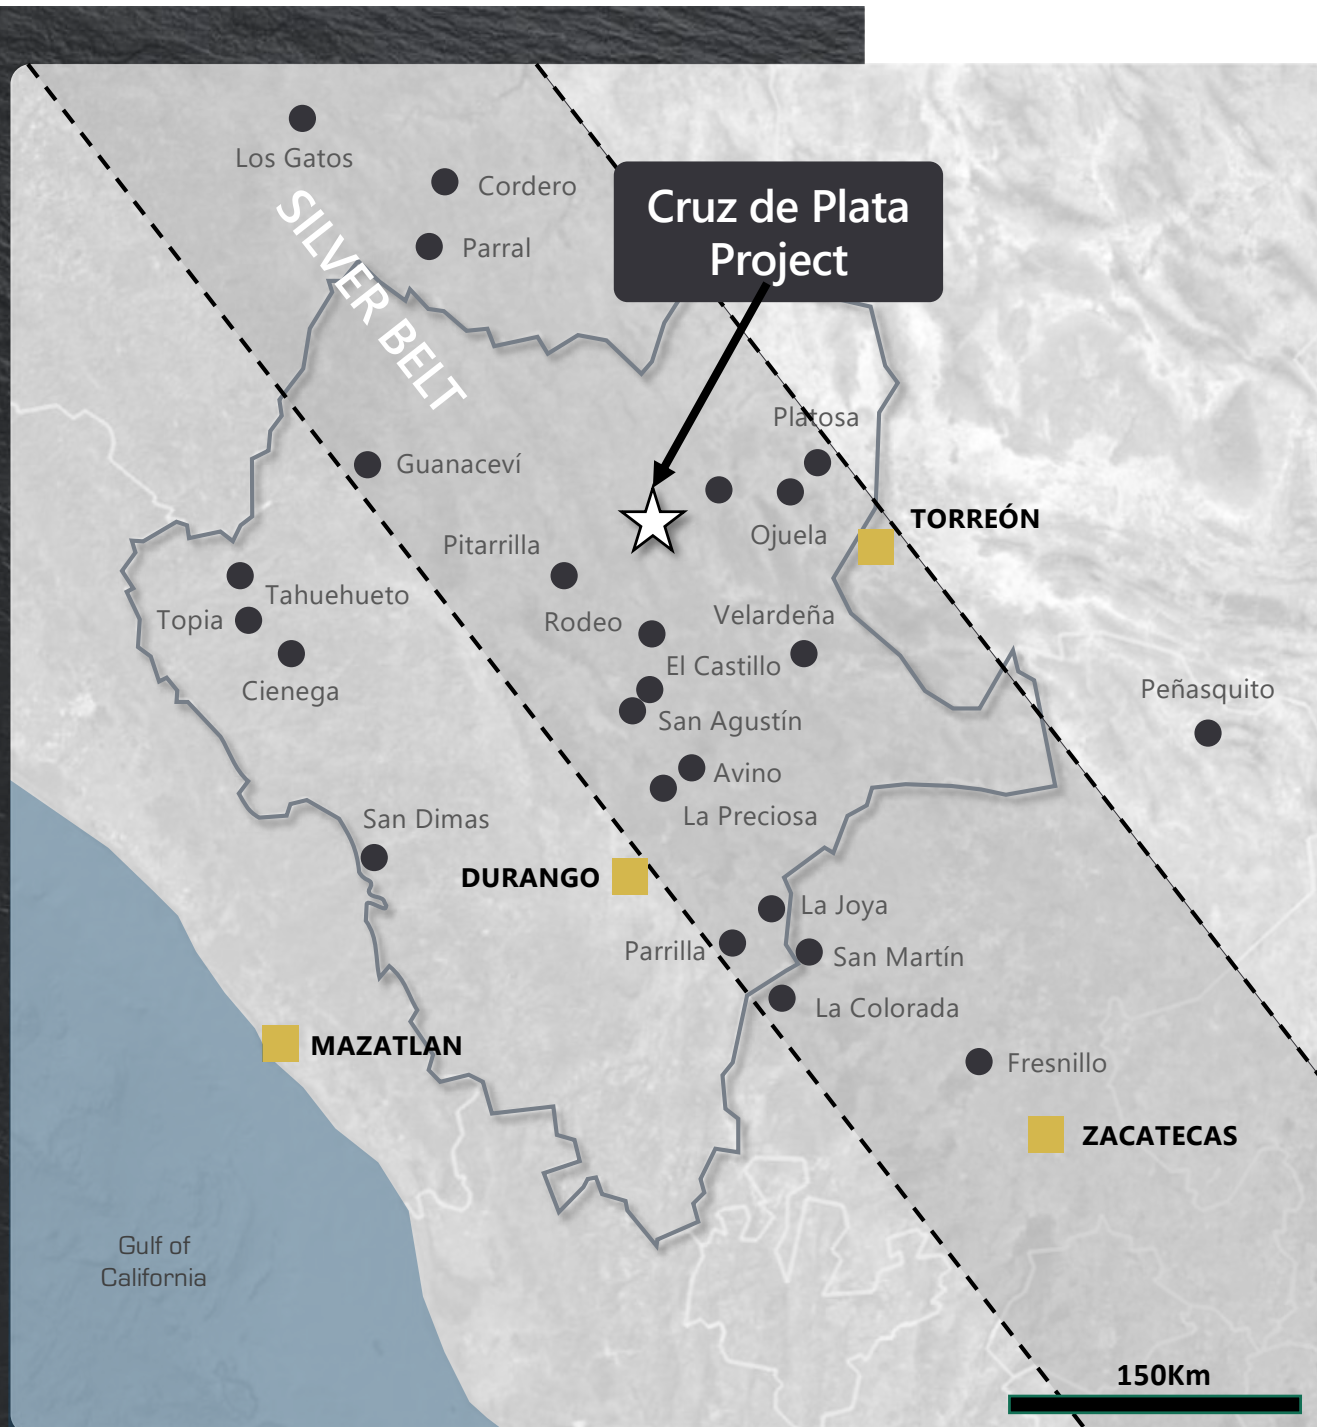 Los Gatos
Cordero
Parral
SILVER BELT
Cruz de Plata
Project
Platosa
Guanaceví
TORREÓN
Ojuela
Pitarrilla
Tahuehueto
Topia
Rodeo
Velardeña
El Castillo
Cienega
Peñasquito
San Agustín
Avino
La Preciosa
San Dimas
DURANGO
La Joya
Parrilla
San Martín
La Colorada
MAZATLAN
Fresnillo
ZACATECAS
Gulf of
California
150Km